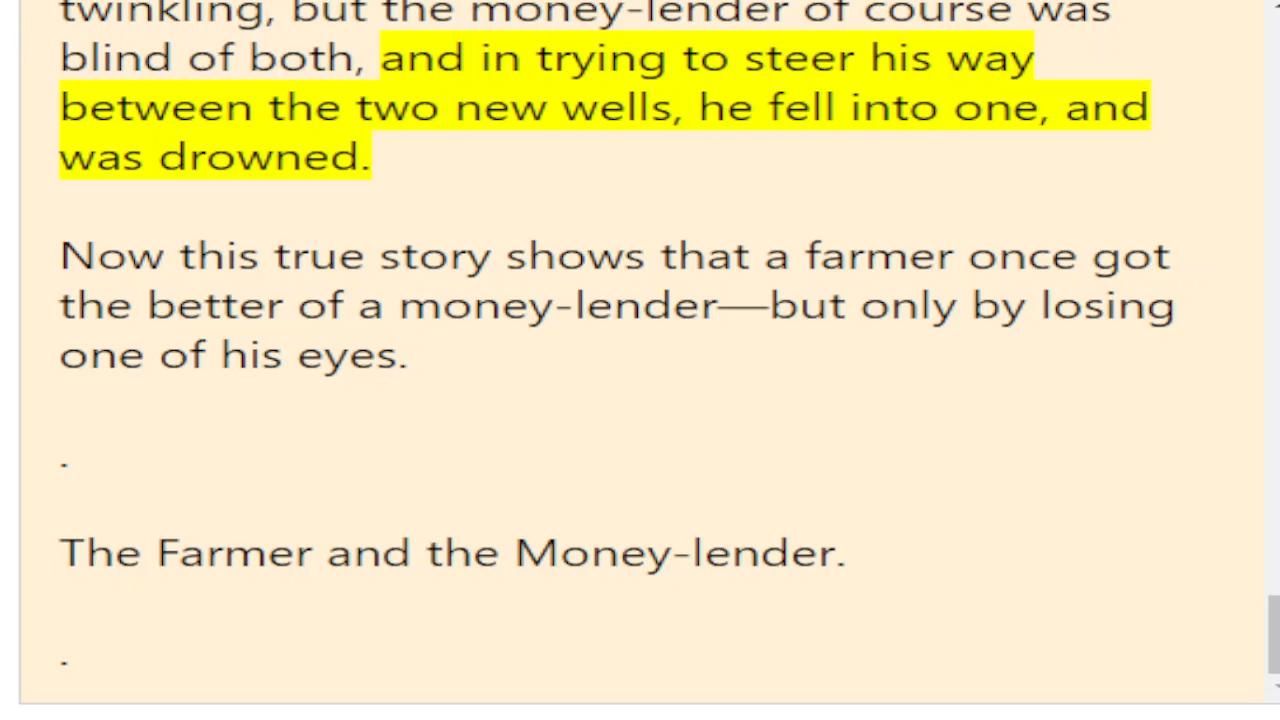 twinkling, but the money-lender of course was
blind of both, and in trying to steer his way
between the two new wells, he fell into one, and
was drowned.
Now this true story shows that a farmer once got
the better of a money-lender—but only by losing
one of his eyes.
.
The Farmer and the Money-lender.
.